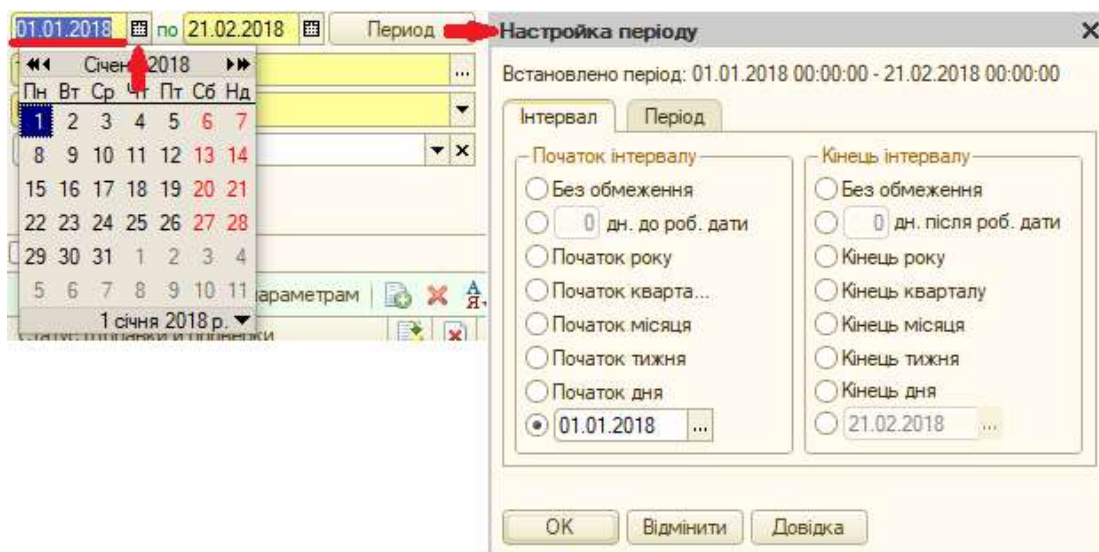 01.01.2018 по 21.02.2018 Период
Січень 2018
Пн Вт Ср Чт Пт Сб Нд
1 2 3 4 5 6 7
8 9 10 11 12 13 14
15 16 17 18 19 20 21
22 23 24 25 26 27 28
29 30 31 1 2 3 4
5 6 7 8 9 10 11
1 січня 2018 р.
араметрам
Настройка періоду
Встановлено період: 01.01.2018 00:00:00 - 21.02.2018 00:00:00
Інтервал Період
Початок інтервалу
Без обмеження
0 дн. до роб. дати
Початок року
Початок кварта...
Початок місяця
Початок тижня
Початок дня
01.01.2018 ...
Кінець інтервалу
Без обмеження
0 дн. після роб. дати
Кінець року
Кінець кварталу
Кінець місяця
Кінець тижня
Кінець дня
21.02.2018 ...
OK Відмінити Довідка